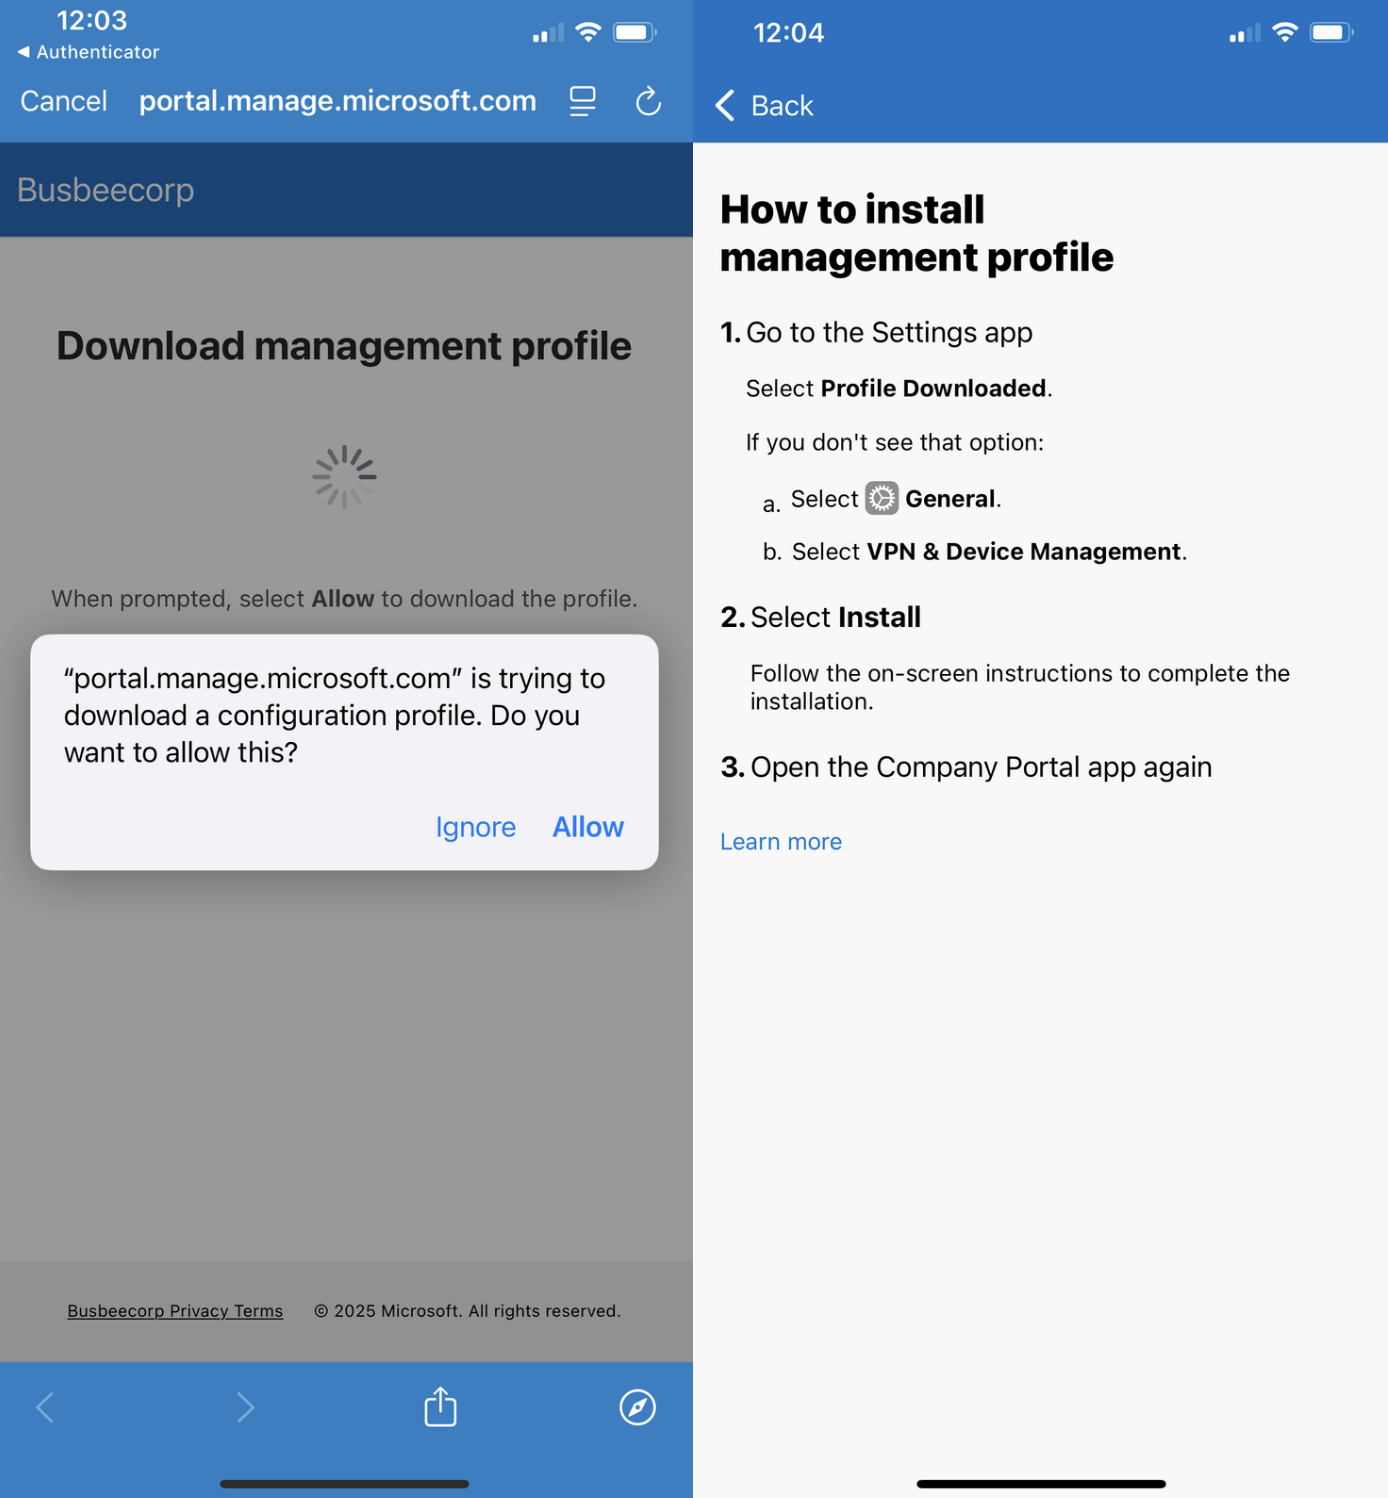 12:03
◀ Authenticator
Cancel portal.manage.microsoft.com
Busbeecorp
Download management profile
When prompted, select Allow to download the profile.
“portal.manage.microsoft.com” is trying to
download a configuration profile. Do you
want to allow this?
Ignore Allow
Busbeecorp Privacy Terms © 2025 Microsoft. All rights reserved.
12:04
Back
How to install
management profile
1. Go to the Settings app
Select Profile Downloaded.
If you don't see that option:
a. Select General.
b. Select VPN & Device Management.
2. Select Install
Follow the on-screen instructions to complete the
installation.
3. Open the Company Portal app again
Learn more